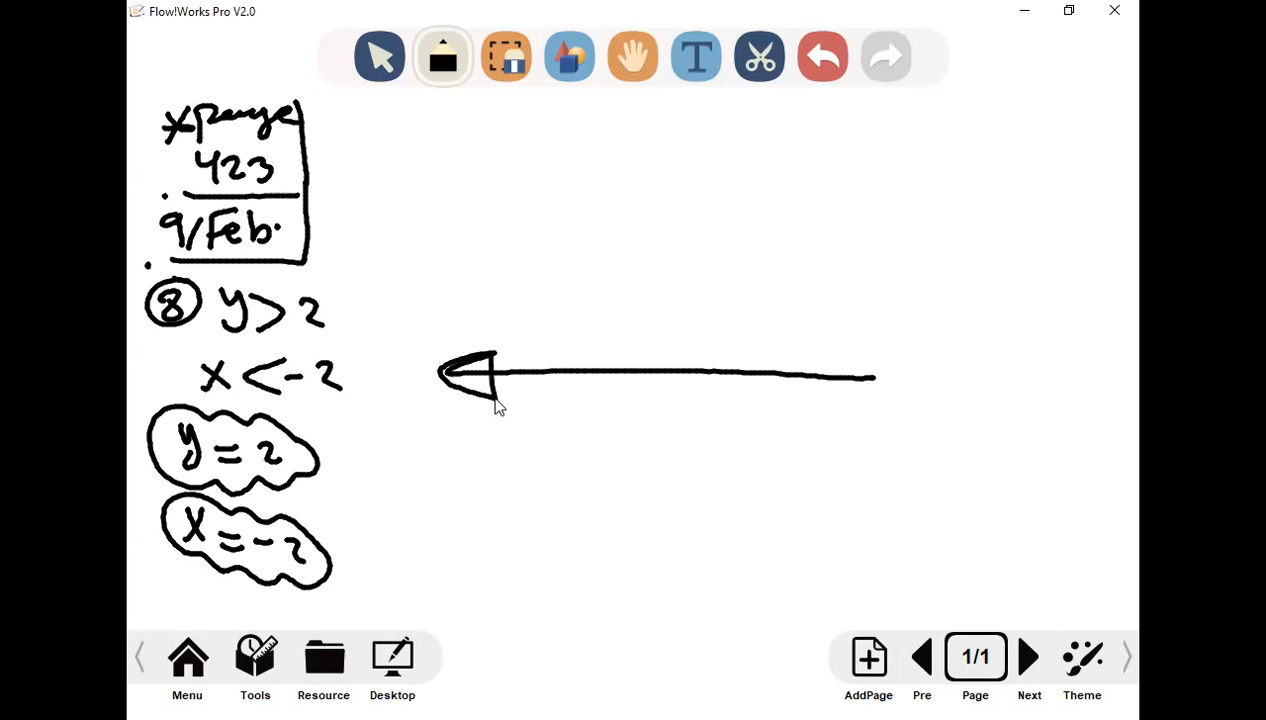 Flow!Works Pro V2.0
T
423
9/Feb.
8 y > 2
x < -2
y = 2
x = -2
1/1
Menu Tools Resource Desktop AddPage Pre Page Next Theme